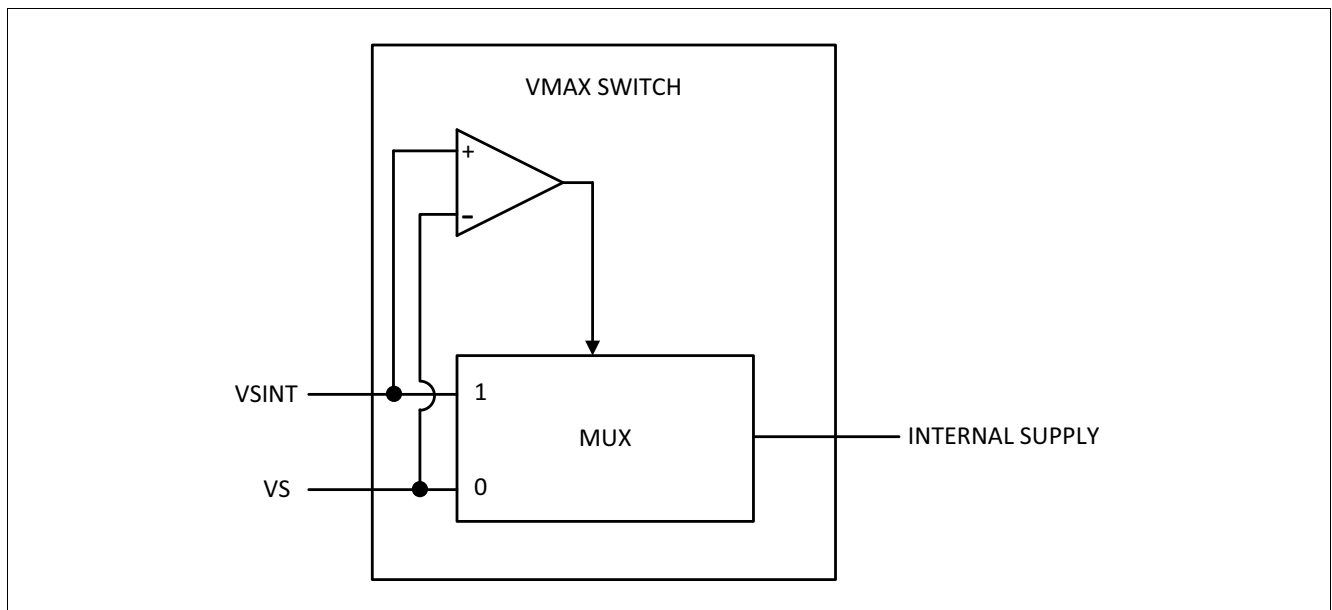 VMAX SWITCH
+
-
VSINT
1
MUX
INTERNAL SUPPLY
VS
0